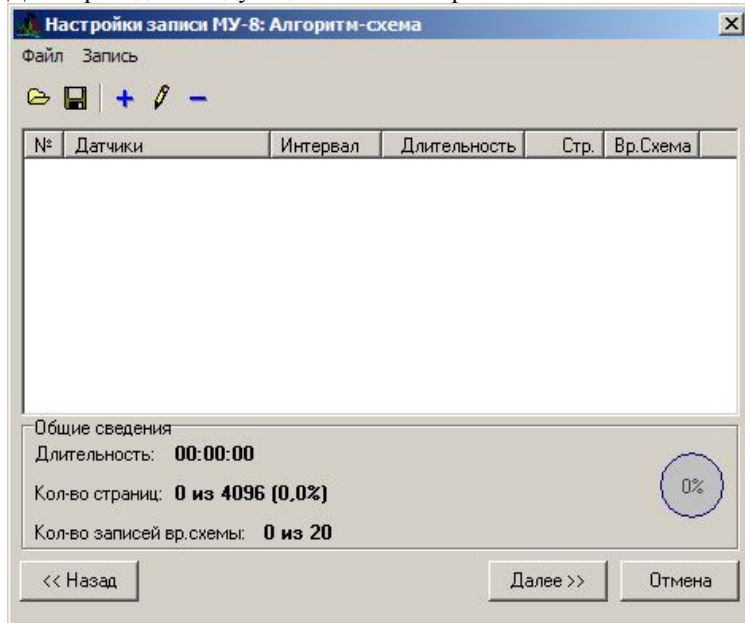 Настройки записи МУ-8: Алгоритм-схема
Файл Запись
№ Датчики Интервал Длительность Стр. Вр.Схема
Общие сведения
Длительность: 00:00:00
Кол-во страниц: 0 из 4096 (0,0%)
0%
Кол-во записей вр.схемы: 0 из 20
<< Назад Далее >> Отмена